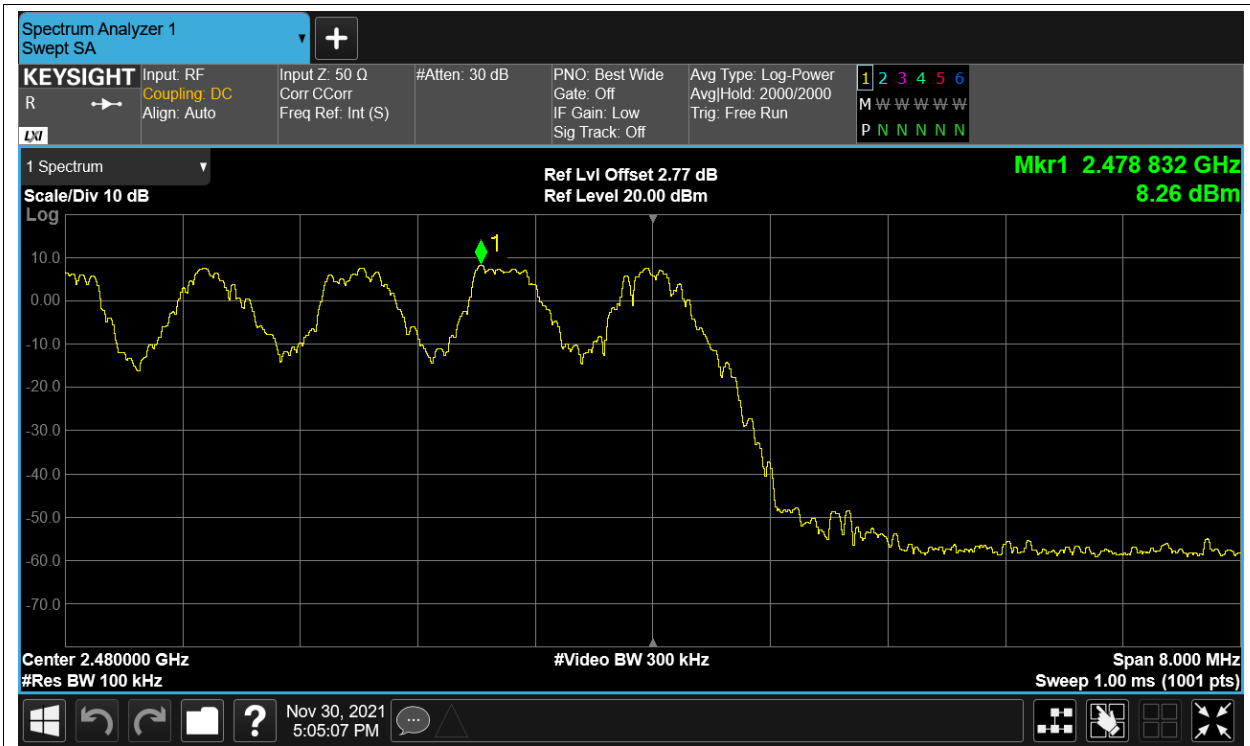 Spectrum Analyzer 1
Swept SA
KEYSIGHT
R
LXI
Input: RF
Coupling: DC
Align: Auto
Input Z: 50 Ω
Corr CCorr
Freq Ref: Int (S)
#Atten: 30 dB
PNO: Best Wide
Gate: Off
IF Gain: Low
Sig Track: Off
Avg Type: Log-Power
Avg|Hold: 2000/2000
Trig: Free Run
1 2 3 4 5 6
M W W W W W
P N N N N N
1 Spectrum
Scale/Div 10 dB
Log
Ref Lvl Offset 2.77 dB
Ref Level 20.00 dBm
Mkr1 2.478 832 GHz
8.26 dBm
1
10.0
0.00
-10.0
-20.0
-30.0
-40.0
-50.0
-60.0
-70.0
Center 2.480000 GHz
#Res BW 100 kHz
#Video BW 300 kHz
Span 8.000 MHz
Sweep 1.00 ms (1001 pts)
?
Nov 30, 2021
5:05:07 PM